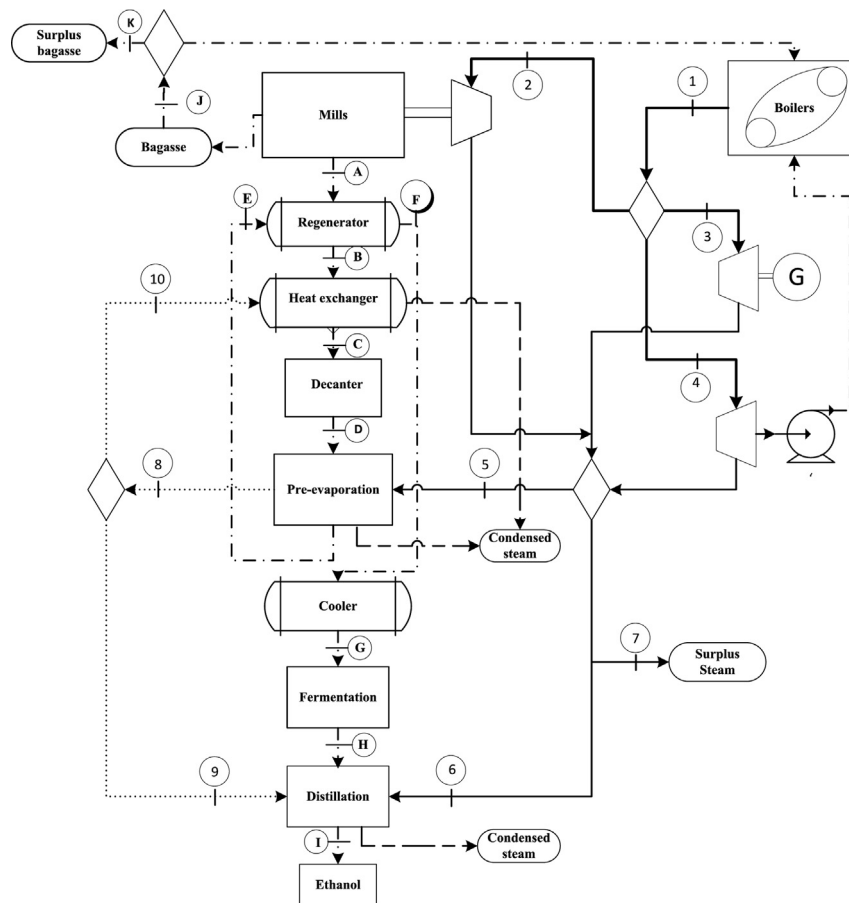 K
Surplus
bagasse
J
Bagasse
Mills
2
1
Boilers
A
E
F
Regenerator
B
3
G
10
Heat exchanger
C
Decanter
4
D
8
Pre-evaporation
5
Condensed
steam
Cooler
G
7
Surplus
Steam
Fermentation
H
9
6
Distillation
I
Condensed
steam
Ethanol